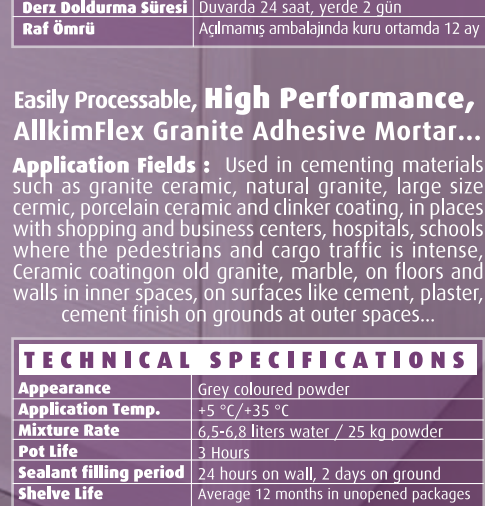 Derz Doldurma Süresi Duvarda 24 saat, yerde 2 gün
Raf Ömrü Açılmamış ambalajında kuru ortamda 12 ay
Easily Processable, High Performance,
AllkimFlex Granite Adhesive Mortar...
Application Fields : Used in cementing materials
such as granite ceramic, natural granite, large size
cermic, porcelain ceramic and clinker coating, in places
with shopping and business centers, hospitals, schools
where the pedestrians and cargo traffic is intense,
Ceramic coatingon old granite, marble, on floors and
walls in inner spaces, on surfaces like cement, plaster,
cement finish on grounds at outer spaces...
TECHNICAL SPECIFICATIONS
Appearance Grey coloured powder
Application Temp. +5 °C/+35 °C
Mixture Rate 6,5-6,8 liters water / 25 kg powder
Pot Life 3 Hours
Sealant filling period 24 hours on wall, 2 days on ground
Shelve Life Average 12 months in unopened packages